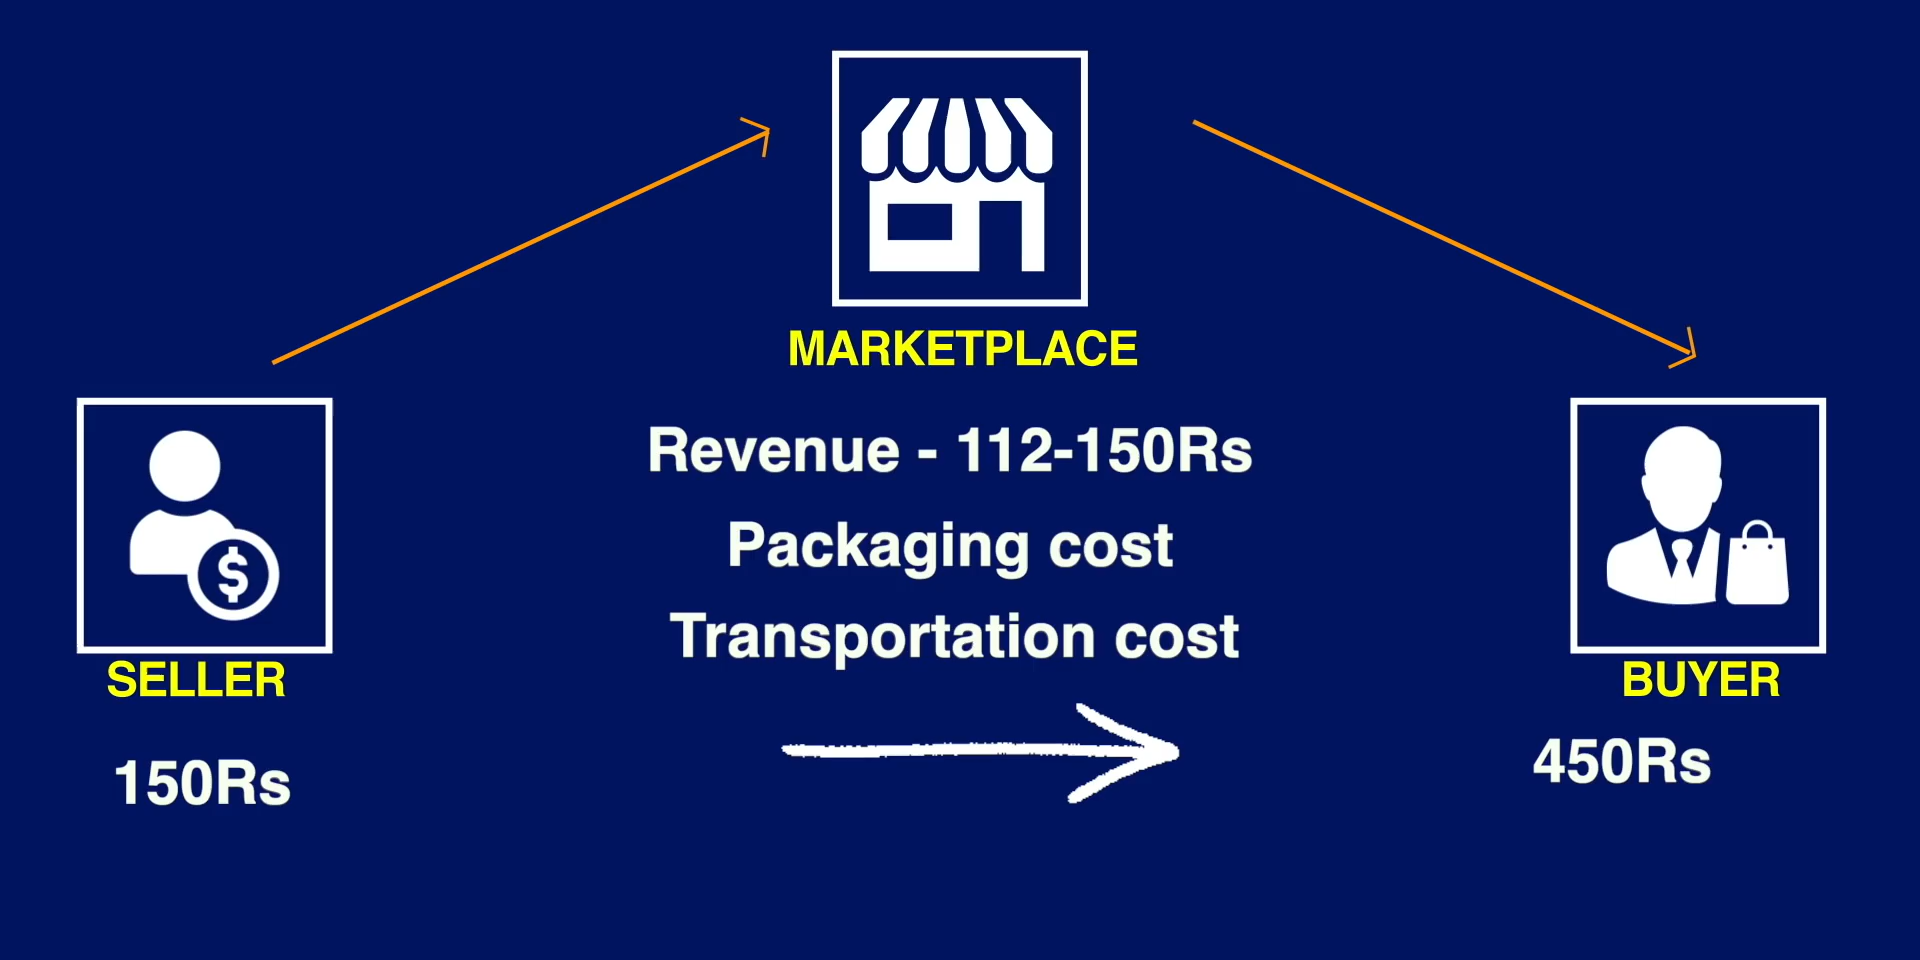 MARKETPLACE
Revenue - 112-150Rs
Packaging cost
Transportation cost
SELLER
150Rs
BUYER
450Rs
$